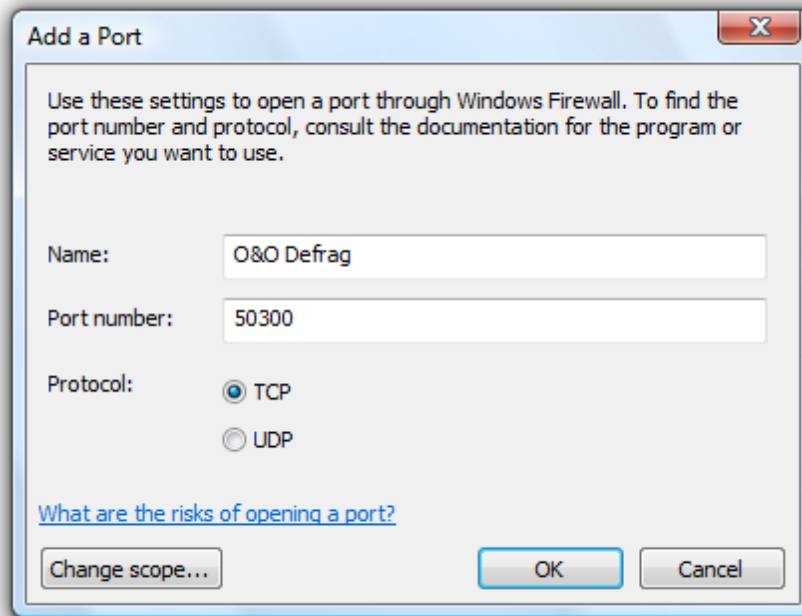 Add a Port
Use these settings to open a port through Windows Firewall. To find the
port number and protocol, consult the documentation for the program or
service you want to use.
Name: O&O Defrag
Port number: 50300
Protocol: TCP
UDP
What are the risks of opening a port?
Change scope... OK Cancel